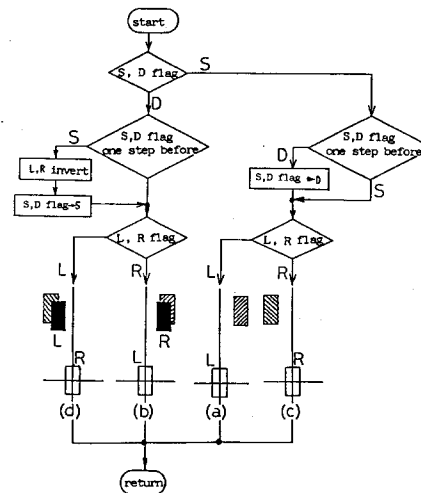 start
S, D flag
S
D
S,D flag
one step before
S
L,R invert
S,D flag→S
S,D flag
one step before
D
S,D flag→D
S
L, R flag
L
R
L, R flag
L
R
L
R
R
L
L
R
(d)
(b)
(a)
(c)
return